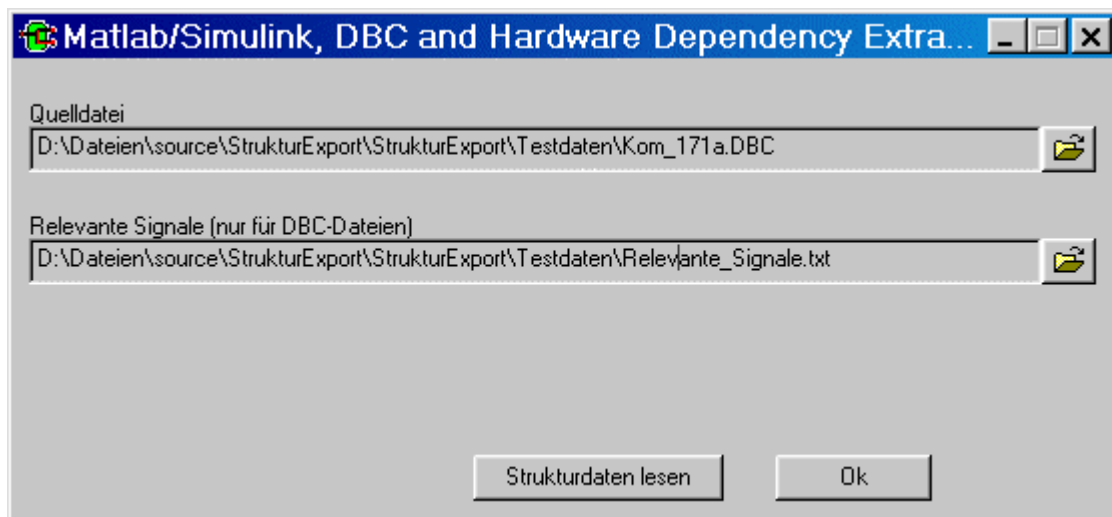 Matlab/Simulink, DBC and Hardware Dependency Extra...
Quelldatei
D:\Dateien\source\StrukturExport\StrukturExport\Testdaten\Kom_171a.DBC
Relevante Signale (nur für DBC-Dateien)
D:\Dateien\source\StrukturExport\StrukturExport\Testdaten\Relevante_Signale.txt
Strukturdaten lesen Ok